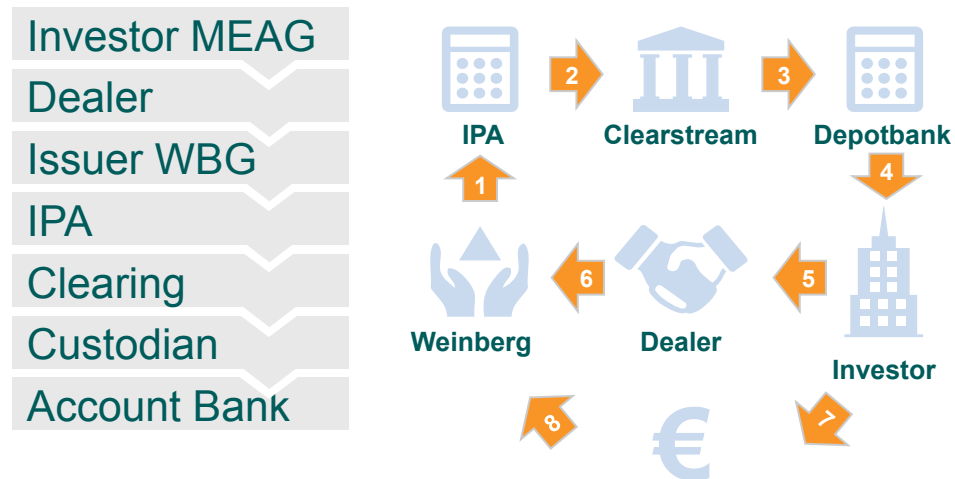 Investor MEAG
Dealer
Issuer WBG
IPA
Clearing
Custodian
Account Bank
2
3
IPA
Clearstream
Depotbank
1
4
6
5
Weinberg
Dealer
Investor
8
€
7